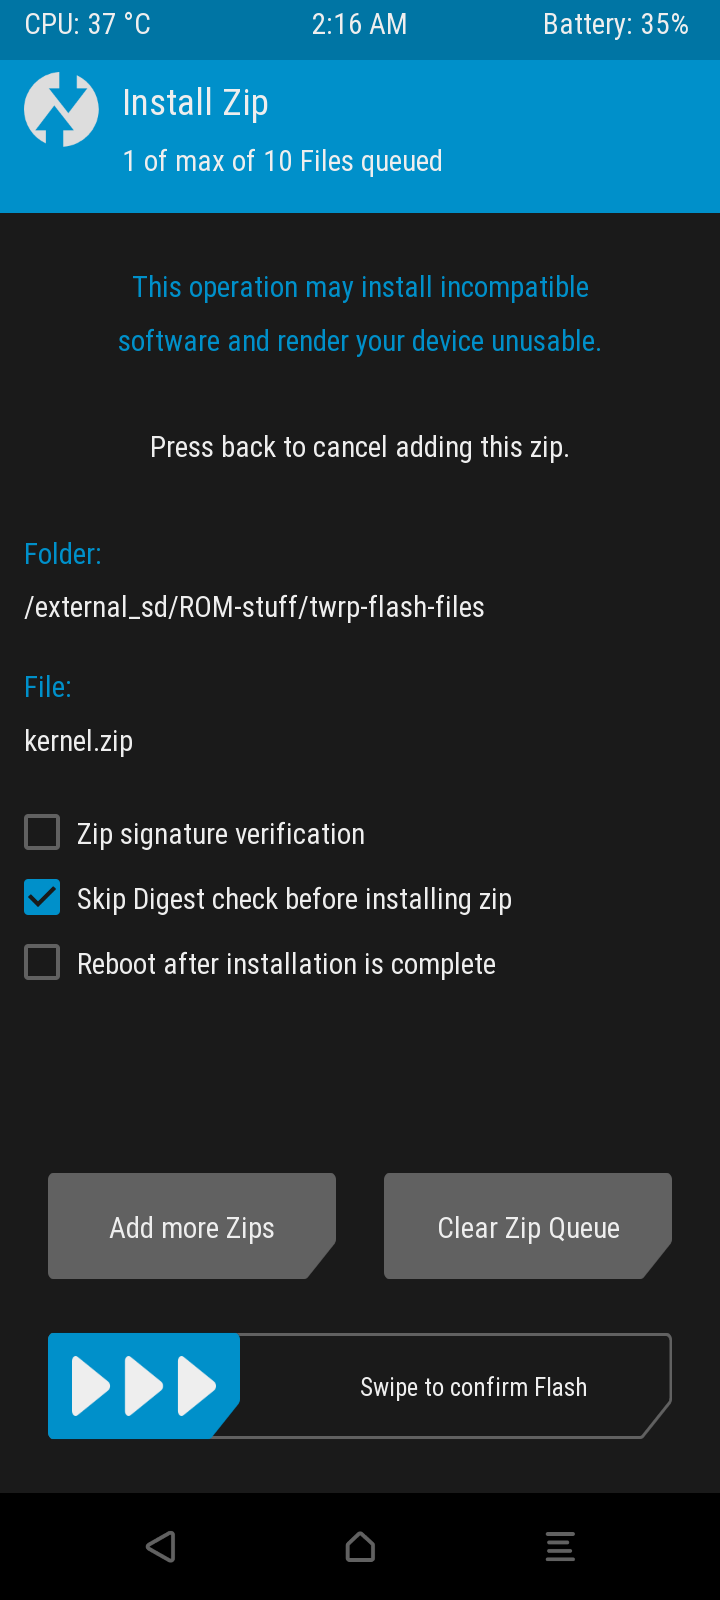 CPU: 37 °C 2:16 AM Battery: 35%
Install Zip
1 of max of 10 Files queued
This operation may install incompatible
software and render your device unusable.
Press back to cancel adding this zip.
Folder:
/external_sd/ROM-stuff/twrp-flash-files
File:
kernel.zip
Zip signature verification
Skip Digest check before installing zip
Reboot after installation is complete
Add more Zips Clear Zip Queue
Swipe to confirm Flash